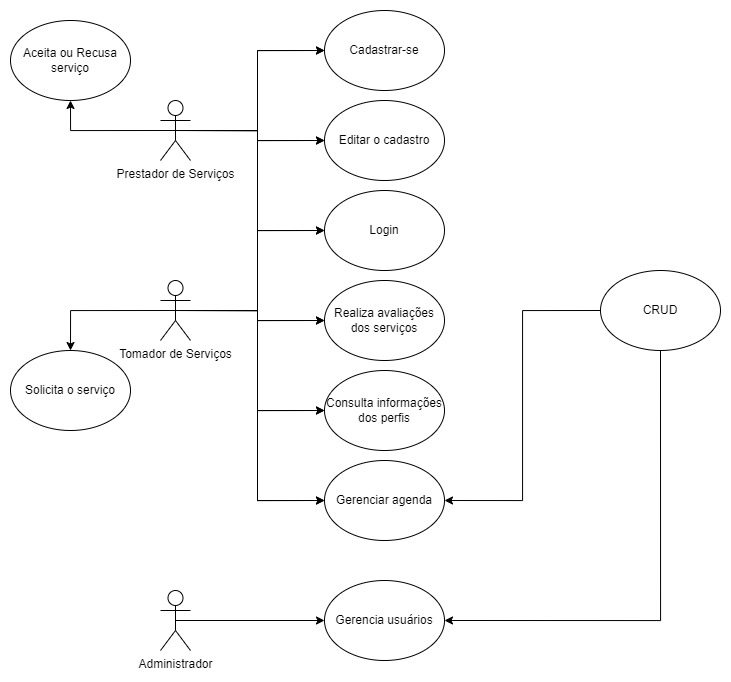 Aceita ou Recusa
serviço
Cadastrar-se
Editar o cadastro
Prestador de Serviços
Login
CRUD
Realiza avaliações
dos serviços
Tomador de Serviços
Solicita o serviço
Consulta informações
dos perfis
Gerenciar agenda
Gerencia usuários
Administrador